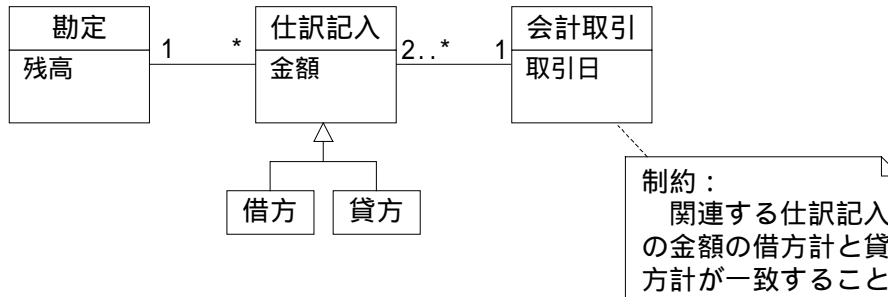 勘定
残高
1
*
仕訳記入
金額
2..*
1
会計取引
取引日
借方
貸方
制約：
関連する仕訳記入
の金額の借方計と貸
方計が一致すること